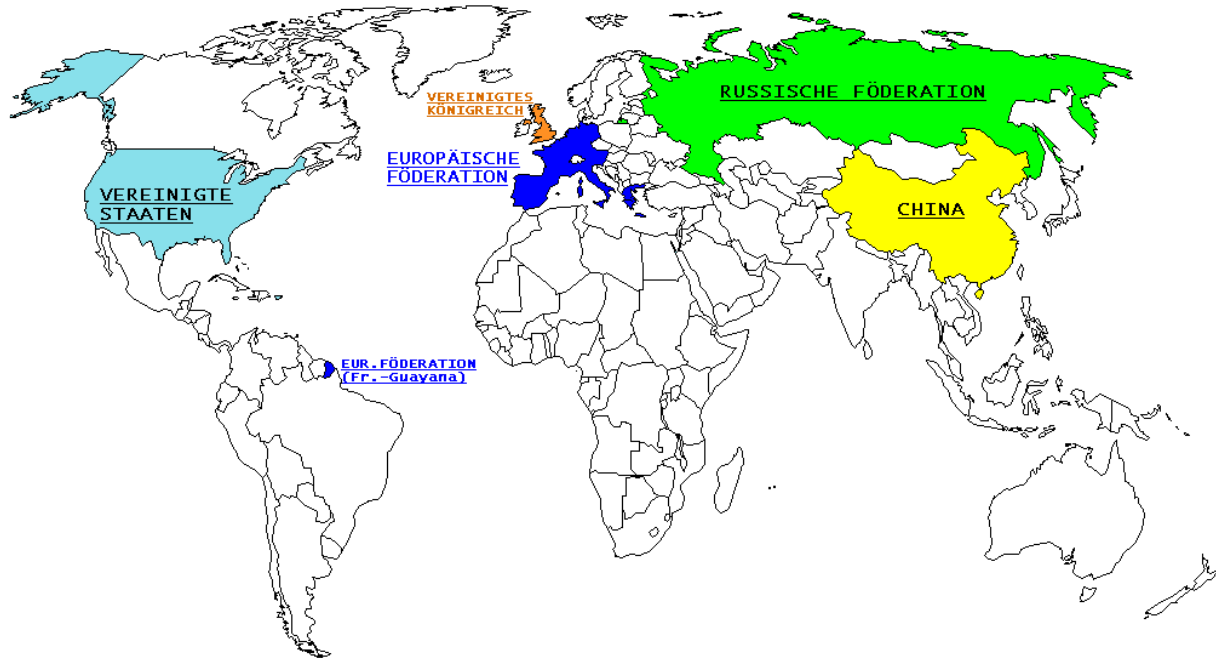 VEREINIGTES
KÖNIGREICH
RUSSISCHE FÖDERATION
EUROPÄISCHE
FÖDERATION
VEREINIGTE
STAATEN
CHINA
EUR.FÖDERATION
(Fr.-Guayana)